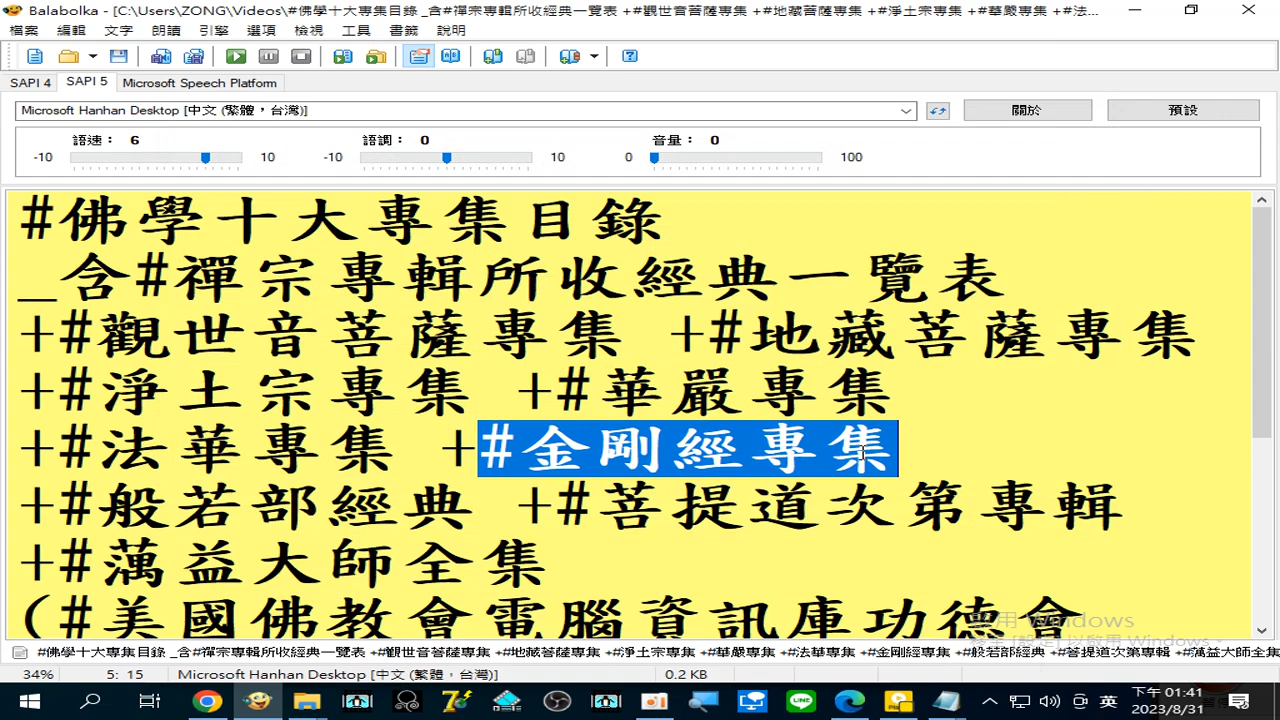 Balabolka - [C:\Users\ZONG\Videos\#佛學十大專集目錄 _含#禪宗專輯所收經典一覽表 +#觀世音菩薩專集 +#地藏菩薩專集 +#淨土宗專集 +#華嚴專集 +#法...
檔案 編輯 文字 朗讀 引擎 選項 檢視 工具 書籤 說明
SAPI 4 SAPI 5 Microsoft Speech Platform
Microsoft Hanhan Desktop [中文 (繁體，台灣)] 關於 預設
語速： 6 語調： 0 音量： 0
-10 10 -10 10 0 100
#佛學十大專集目錄
_含#禪宗專輯所收經典一覽表
+#觀世音菩薩專集 +#地藏菩薩專集
+#淨土宗專集 +#華嚴專集
+#法華專集 +#金剛經專集
+#般若部經典 +#菩提道次第專輯
+#蕅益大師全集
(#美國佛教會電腦資訊庫功德會
啟用 Windows
移至 [設定] 以啟用 Windows。
#佛學十大專集目錄 _含#禪宗專輯所收經典一覽表 +#觀世音菩薩專集 +#地藏菩薩專集 +#淨土宗專集 +#華嚴專集 +#法華專集 +#金剛經專集 +#般若部經典 +#菩提道次第專輯 +#蕅益大師全集
34% 5: 15 Microsoft Hanhan Desktop [中文 (繁體，台灣)] 0.2 KB
英 下午 01:41
2023/8/31